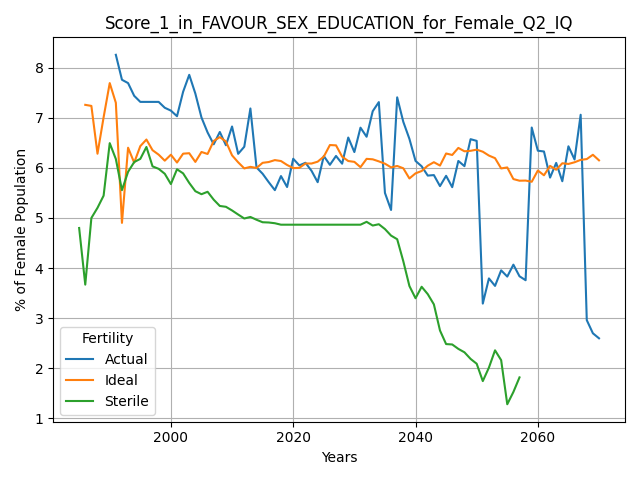 Score_1_in_FAVOUR_SEX_EDUCATION_for_Female_Q2_IQ
% of Female Population
8
7
6
5
4
3
2
1
Fertility
Actual
Ideal
Sterile
2000 2020 2040 2060
Years